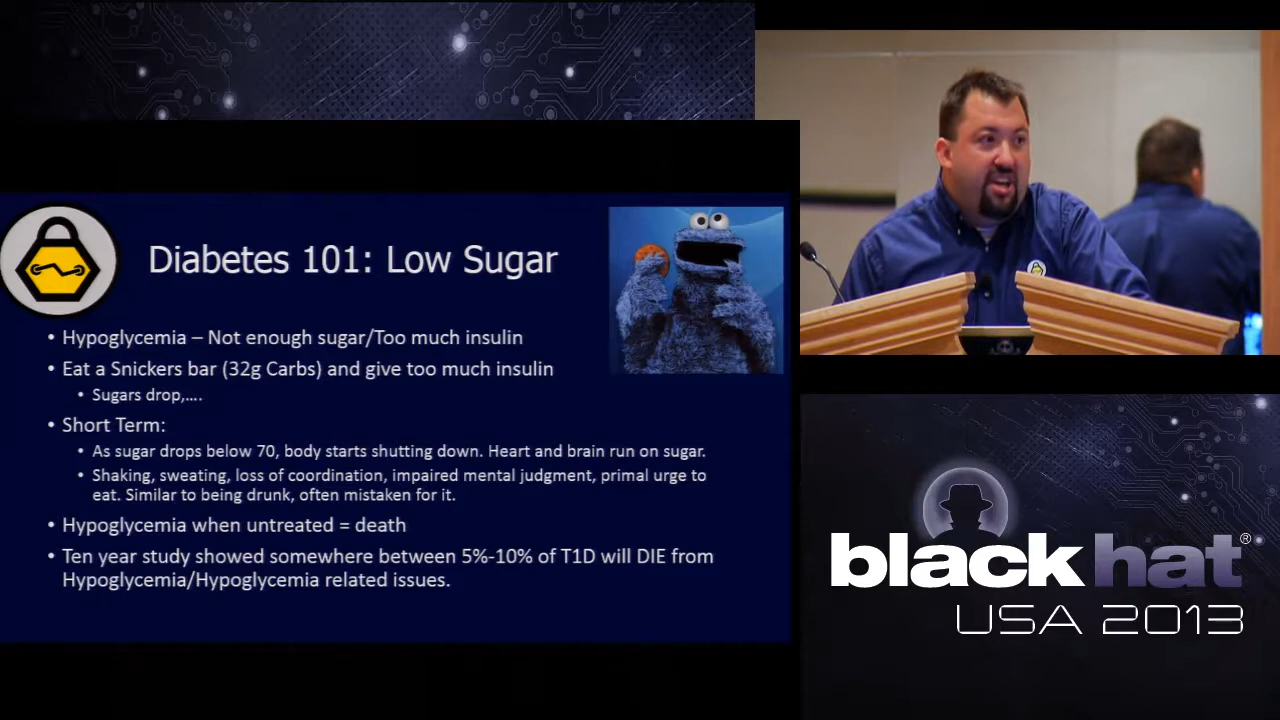 Diabetes 101: Low Sugar
• Hypoglycemia – Not enough sugar/Too much insulin
• Eat a Snickers bar (32g Carbs) and give too much insulin
• Sugars drop,....
• Short Term:
• As sugar drops below 70, body starts shutting down. Heart and brain run on sugar.
• Shaking, sweating, loss of coordination, impaired mental judgment, primal urge to
eat. Similar to being drunk, often mistaken for it.
• Hypoglycemia when untreated = death
• Ten year study showed somewhere between 5%-10% of T1D will DIE from
Hypoglycemia/Hypoglycemia related issues.
black hat®
USA 2013